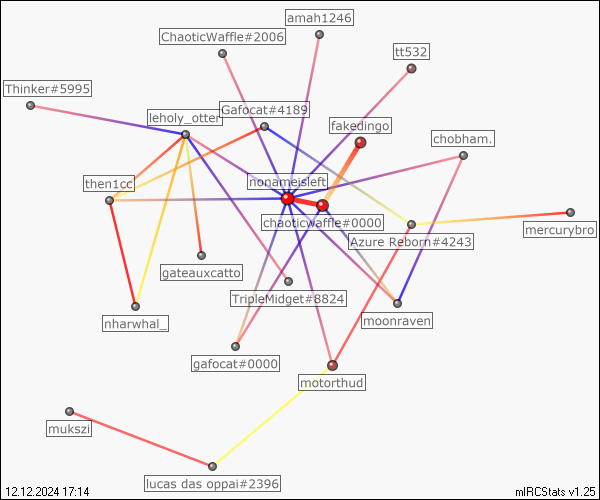 amah1246
ChaoticWaffle#2006
tt532
Thinker#5995
Gafocat#4189
leholy_otter
fakedingo
chobham.
then1cc
nonameisleft
chaoticwaffle#0000
mercurybro
Azure Reborn#4243
gateauxcatto
TripleMidget#8824
nharwhal_
moonraven
gafocat#0000
motorthud
mukszi
lucas das oppai#2396
12.12.2024 17:14
mIRCStats v1.25